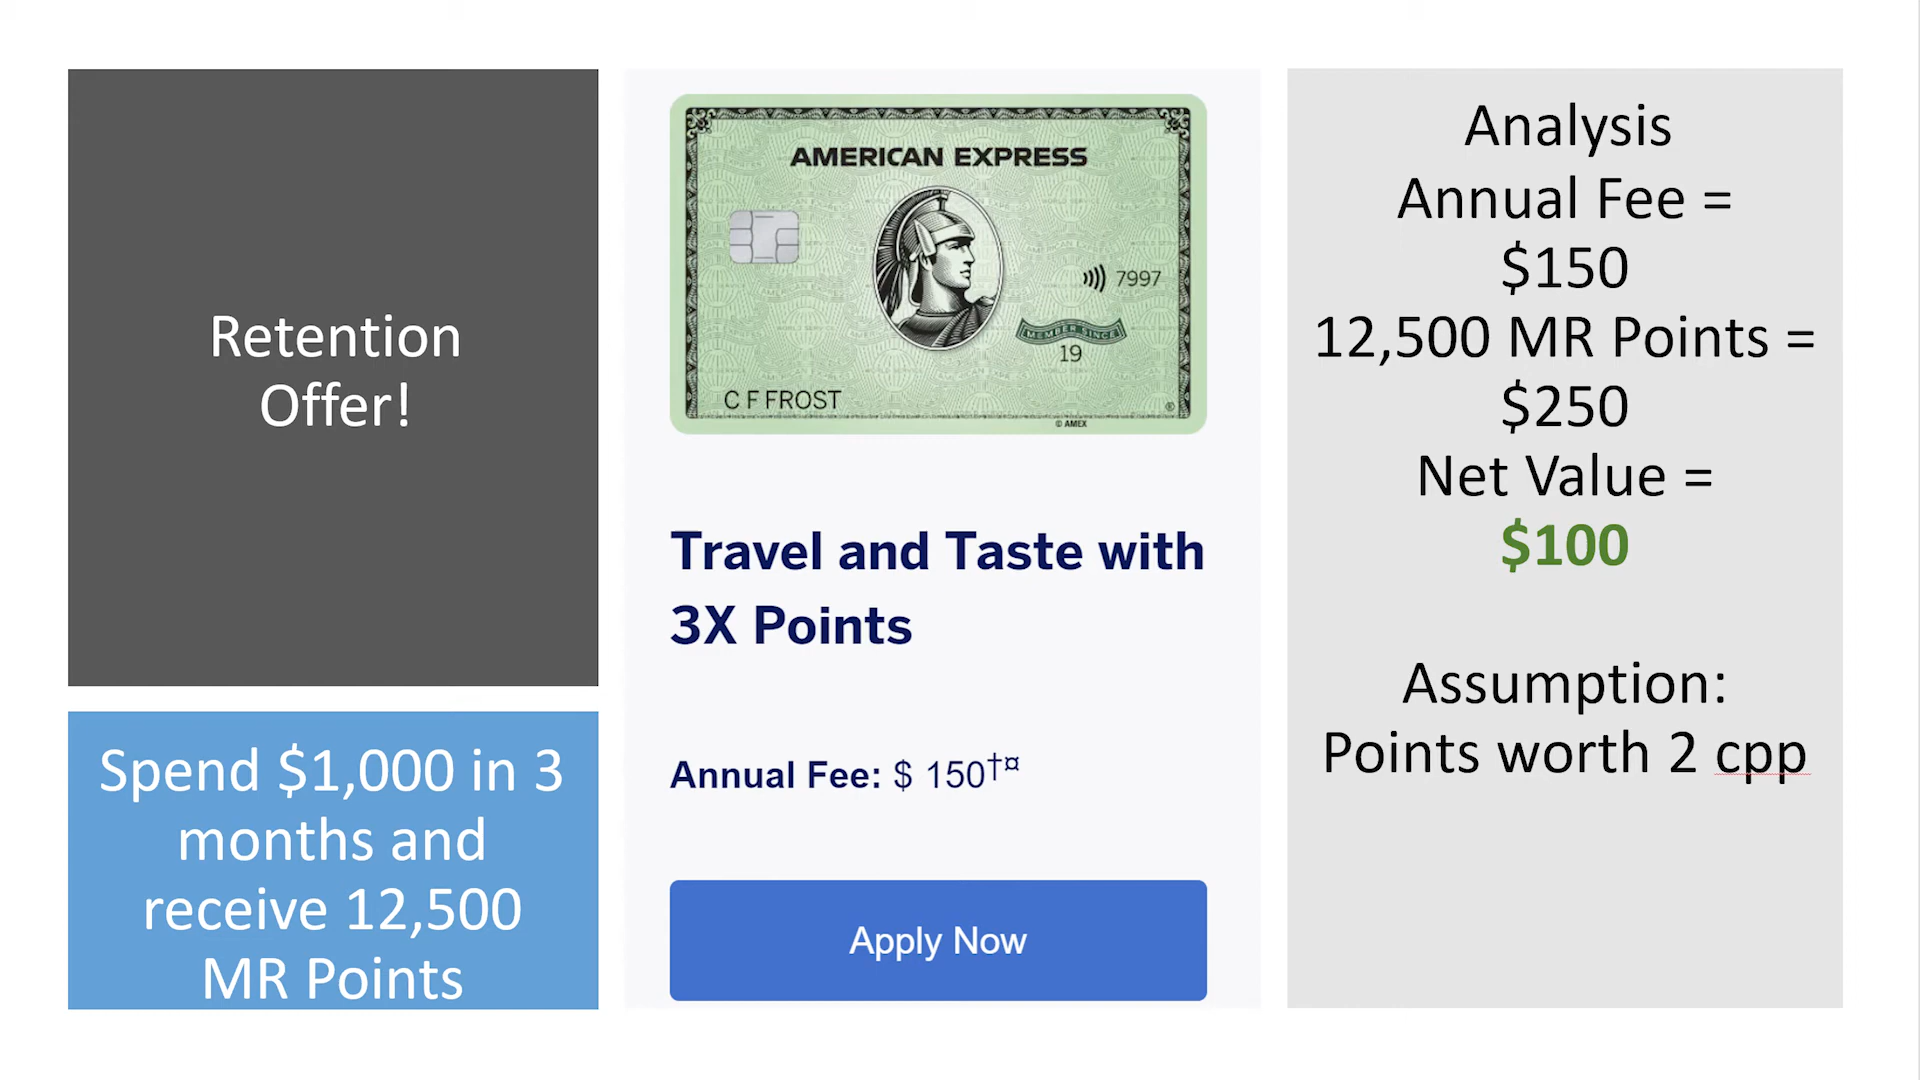 Retention
Offer!
Spend $1,000 in 3
months and
receive 12,500
MR Points
AMERICAN EXPRESS
7997
MEMBER SINCE
19
C F FROST
®
© AMEX
Travel and Taste with
3X Points
Annual Fee: $ 150†¤
Apply Now
Analysis
Annual Fee =
$150
12,500 MR Points =
$250
Net Value =
$100
Assumption:
Points worth 2 cpp